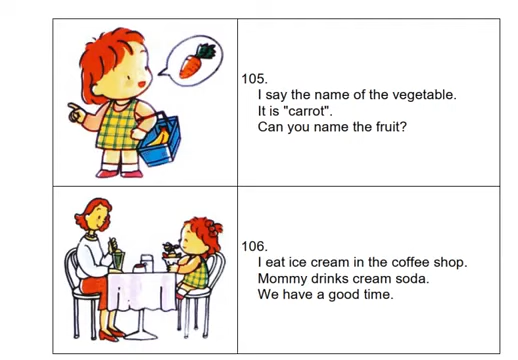 105.
I say the name of the vegetable.
It is "carrot".
Can you name the fruit?
106.
I eat ice cream in the coffee shop.
Mommy drinks cream soda.
We have a good time.